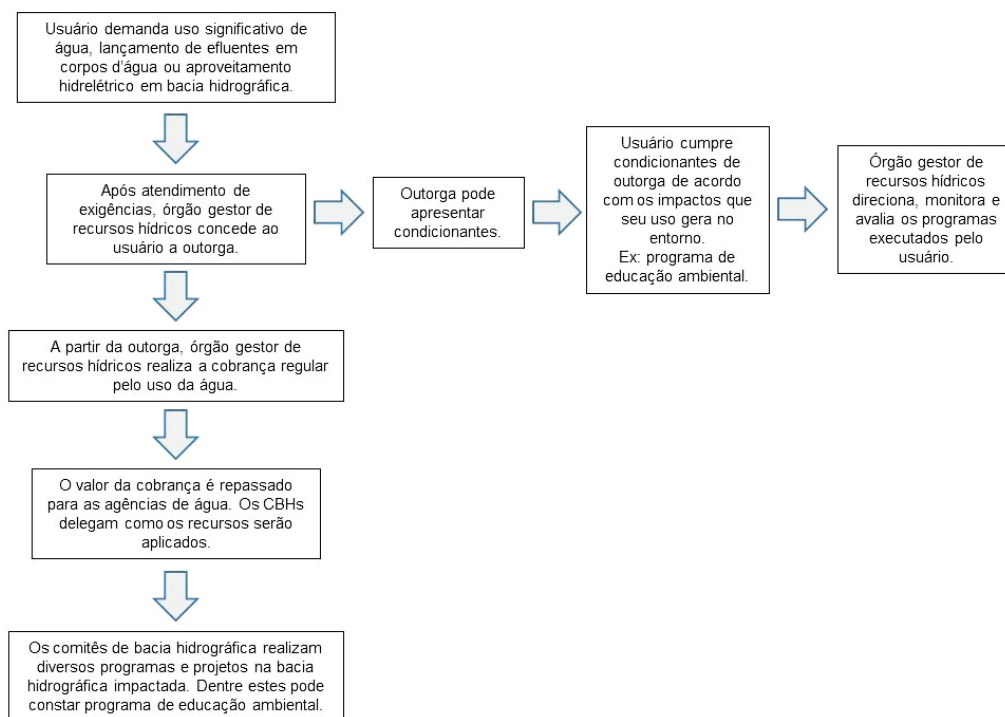 Usuário demanda uso significativo de
água, lançamento de efluentes em
corpos d'água ou aproveitamento
hidrelétrico em bacia hidrográfica.
Após atendimento de
exigências, órgão gestor de
recursos hídricos concede ao
usuário a outorga.
Outorga pode
apresentar
condicionantes.
Usuário cumpre
condicionantes de
outorga de acordo
com os impactos que
seu uso gera no
entorno.
Ex: programa de
educação ambiental.
Órgão gestor de
recursos hídricos
direciona, monitora e
avalia os programas
executados pelo
usuário.
A partir da outorga, órgão gestor de
recursos hídricos realiza a cobrança regular
pelo uso da água.
O valor da cobrança é repassado
para as agências de água. Os CBHs
delegam como os recursos serão
aplicados.
Os comitês de bacia hidrográfica realizam
diversos programas e projetos na bacia
hidrográfica impactada. Dentre estes pode
constar programa de educação ambiental.